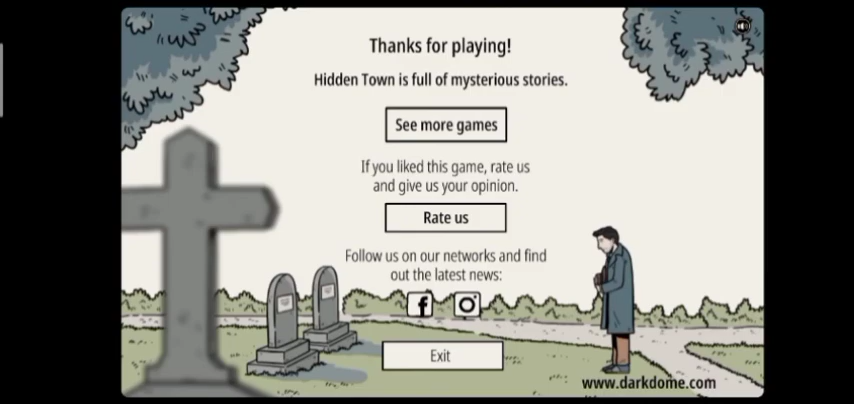 Thanks for playing!
Hidden Town is full of mysterious stories.
See more games
If you liked this game, rate us
and give us your opinion.
Rate us
Follow us on our networks and find
out the latest news:
Exit
www.darkdome.com